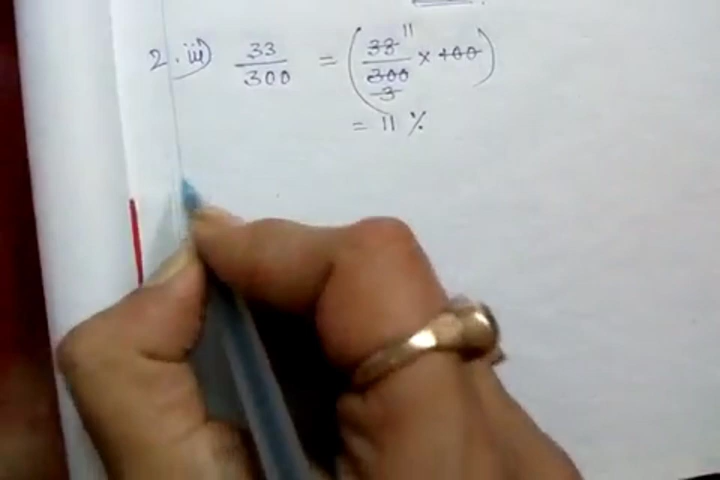 2. iii) 33/300 = (33/300 × 100) 11 3
= 11 %